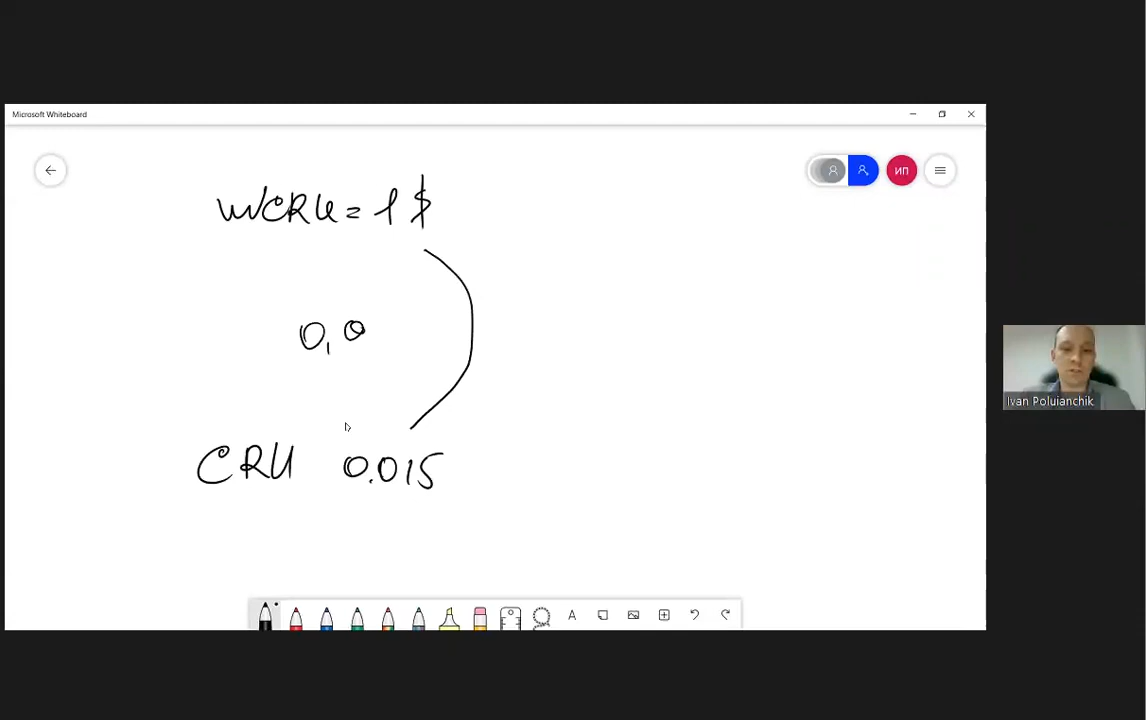 Microsoft Whiteboard
ИП
WCRU = 1 $
0,0
CRU 0.015
Ivan Poluianchik
A